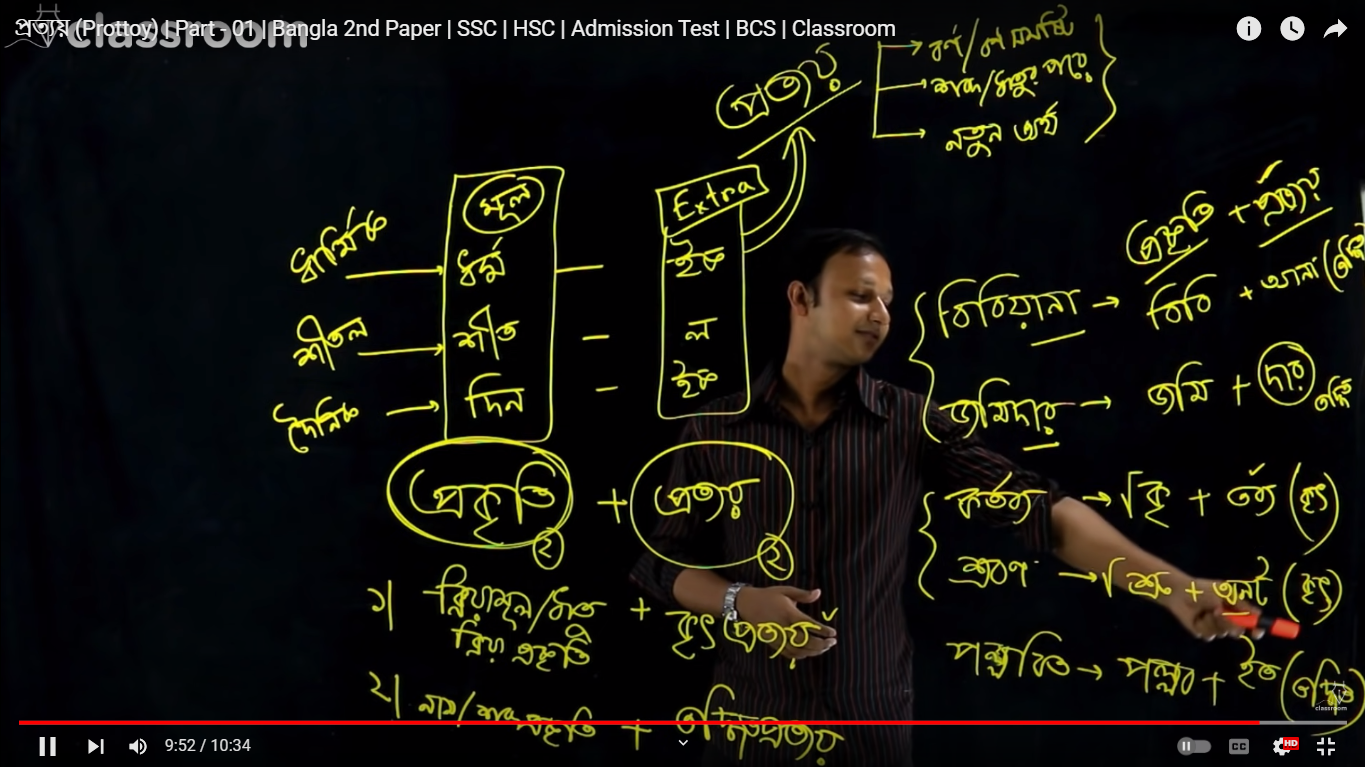 প্রত্যয় (Prottoy) | Part - 01 | Bangla 2nd Paper | SSC | HSC | Admission Test | BCS | Classroom
classroom
প্রত্যয়
বর্ণ/বর্ণ সমষ্টি
শব্দ/ধাতুর পরে
নতুন অর্থ
মূল
Extra
ধার্মিক ধর্ম ইক
শীতল শীত ল
দৈনিক দিন ইক
প্রকৃতি + প্রত্যয়
২ ২
১| ক্রিয়ামূল/ধাতু + কৃৎ প্রত্যয়
ক্রিয়া প্রকৃতি
২| নাম/শব্দ প্রকৃতি + তদ্ধিত প্রত্যয়
প্রকৃতি + প্রত্যয়
বিবিয়ানা → বিবি + আনা
জমিদার → জমি + দার
কর্তব্য → √কৃ + তব্য (কৃৎ)
শ্রবণ → √শ্রু + অনট (কৃৎ)
পল্লবিত → পল্লব + ইত (তদ্ধিত)
classroom
9:52 / 10:34
CC
HD